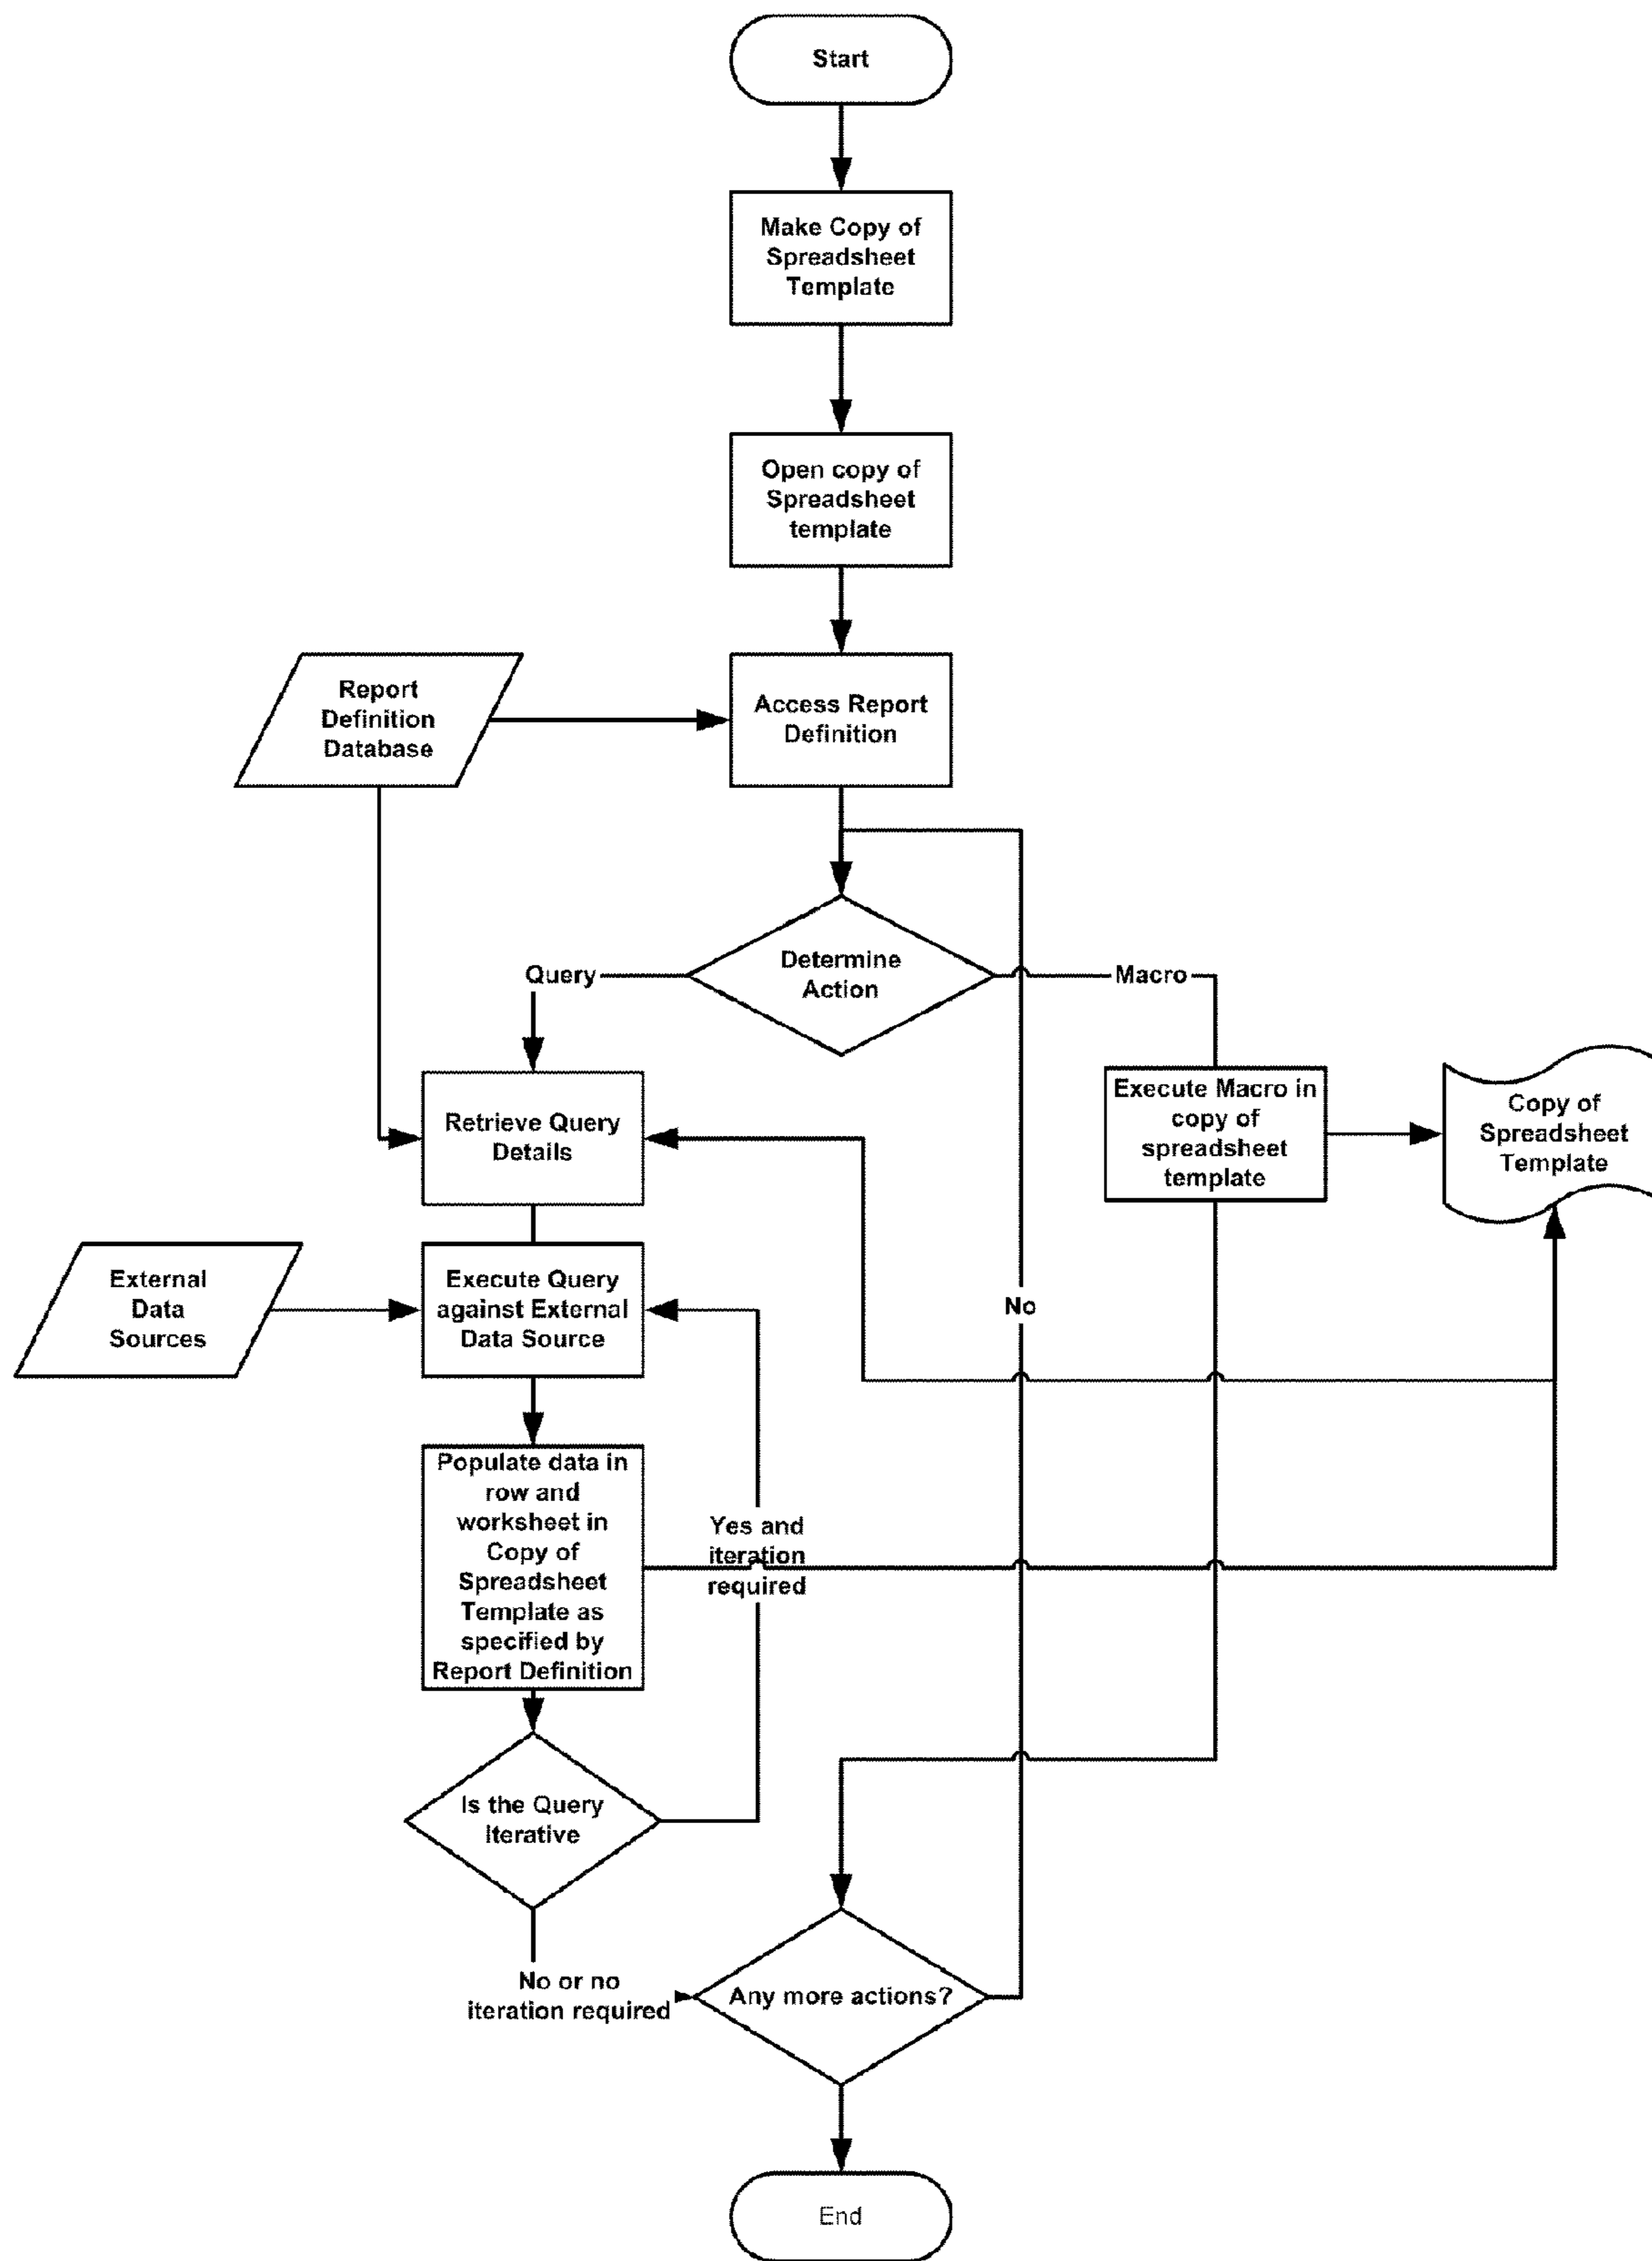 Start
Make Copy of
Spreadsheet
Template
Open copy of
Spreadsheet
template
Report
Definition
Database
Access Report
Definition
Determine
Action
Query
Macro
Retrieve Query
Details
Execute Macro in
copy of
spreadsheet
template
Copy of
Spreadsheet
Template
External
Data
Sources
Execute Query
against External
Data Source
No
Populate data in
row and
worksheet in
Copy of
Spreadsheet
Template as
specified by
Report Definition
Yes and
iteration
required
Is the Query
Iterative
No or no
iteration required
Any more actions?
End